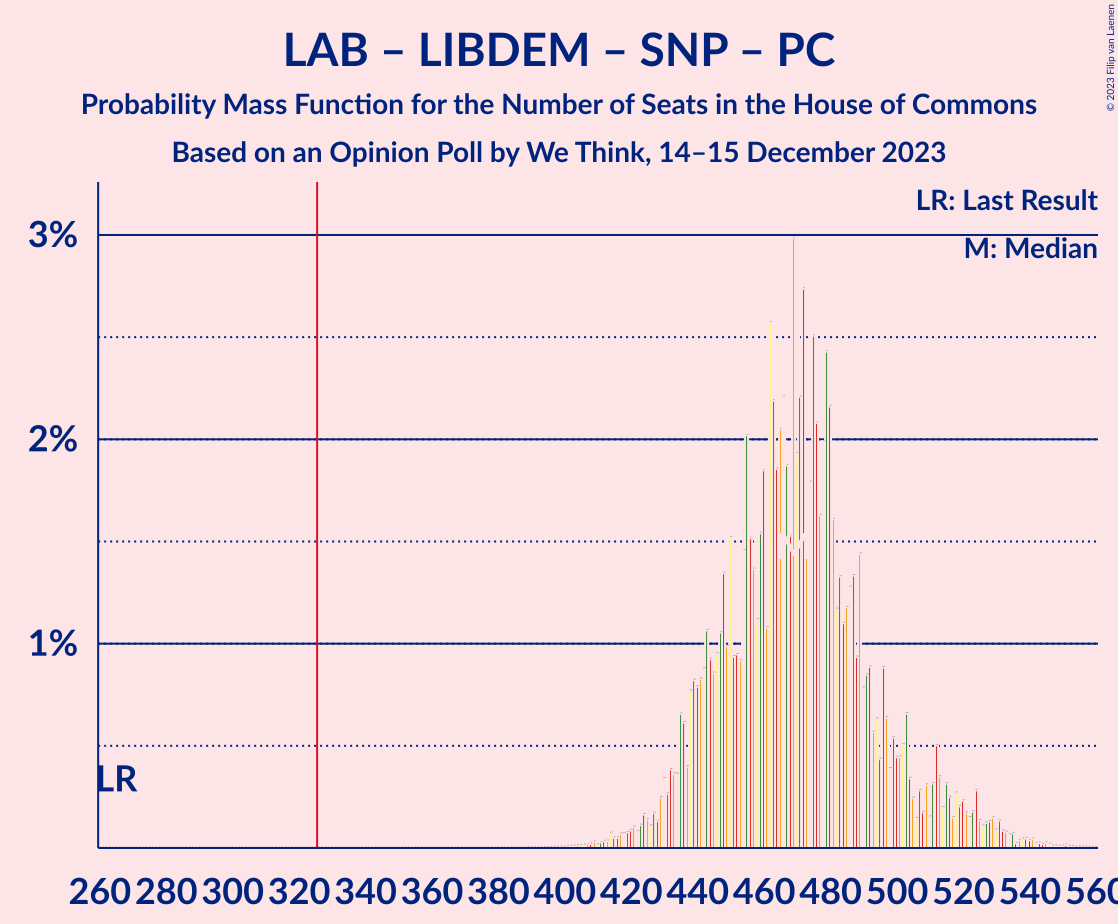 LAB – LIBDEM – SNP – PC
Probability Mass Function for the Number of Seats in the House of Commons
Based on an Opinion Poll by We Think, 14–15 December 2023
© 2023 Filip van Laenen
LR: Last Result
M: Median
3%
2%
1%
LR
260 280 300 320 340 360 380 400 420 440 460 480 500 520 540 560